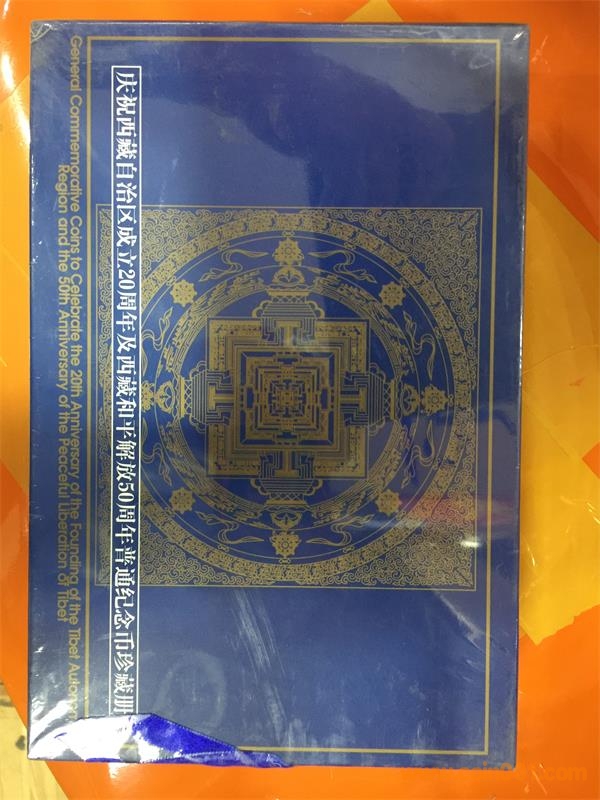 庆祝西藏自治区成立20周年及西藏和平解放50周年普通纪念币珍藏册
General Commemorative Coins to Celebrate the 20th Anniversary of the Founding of the Tibet
Region and the 50th Anniversary of the Peaceful Liberation of Tibet